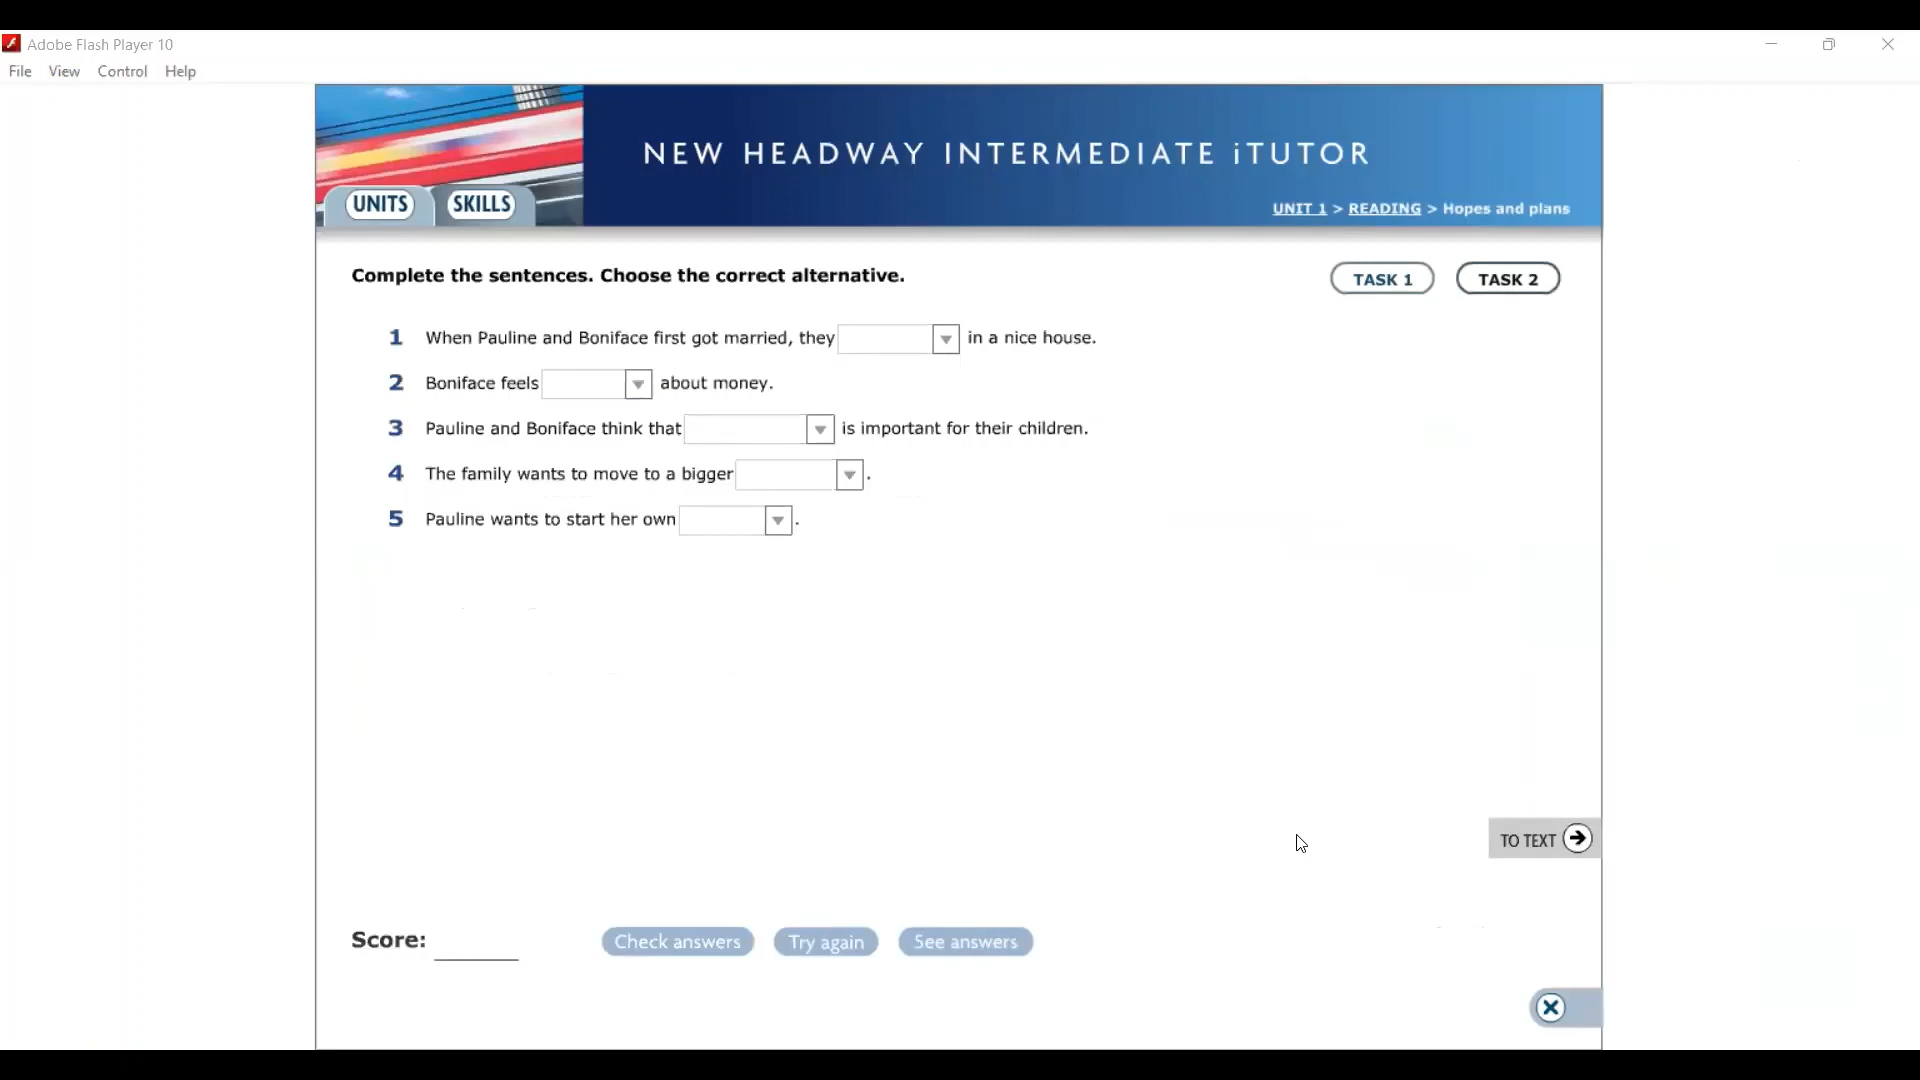 Adobe Flash Player 10
File View Control Help
NEW HEADWAY INTERMEDIATE iTUTOR
UNITS SKILLS
UNIT 1 > READING > Hopes and plans
Complete the sentences. Choose the correct alternative.
TASK 1 TASK 2
1 When Pauline and Boniface first got married, they in a nice house.
2 Boniface feels about money.
3 Pauline and Boniface think that is important for their children.
4 The family wants to move to a bigger .
5 Pauline wants to start her own .
TO TEXT
Score: Check answers Try again See answers